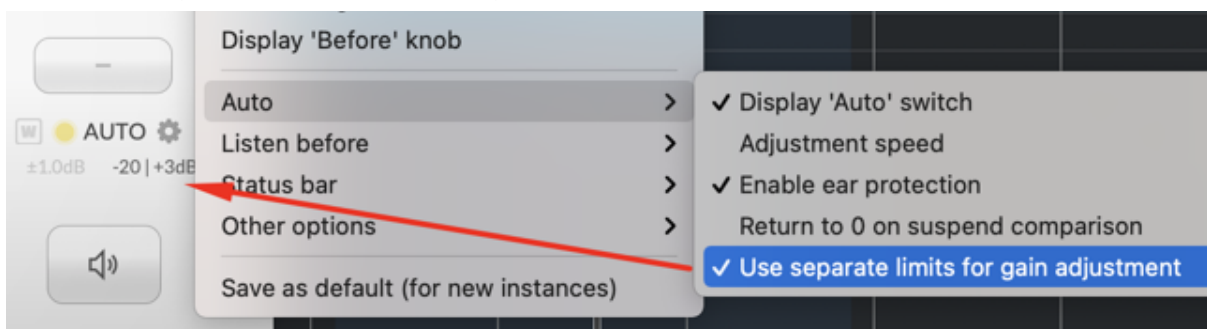 Display 'Before' knob
Auto
Listen before
Status bar
Other options
Save as default (for new instances)
Display 'Auto' switch
Adjustment speed
Enable ear protection
Return to 0 on suspend comparison
Use separate limits for gain adjustment
W AUTO
±1.0dB -20|+3dB